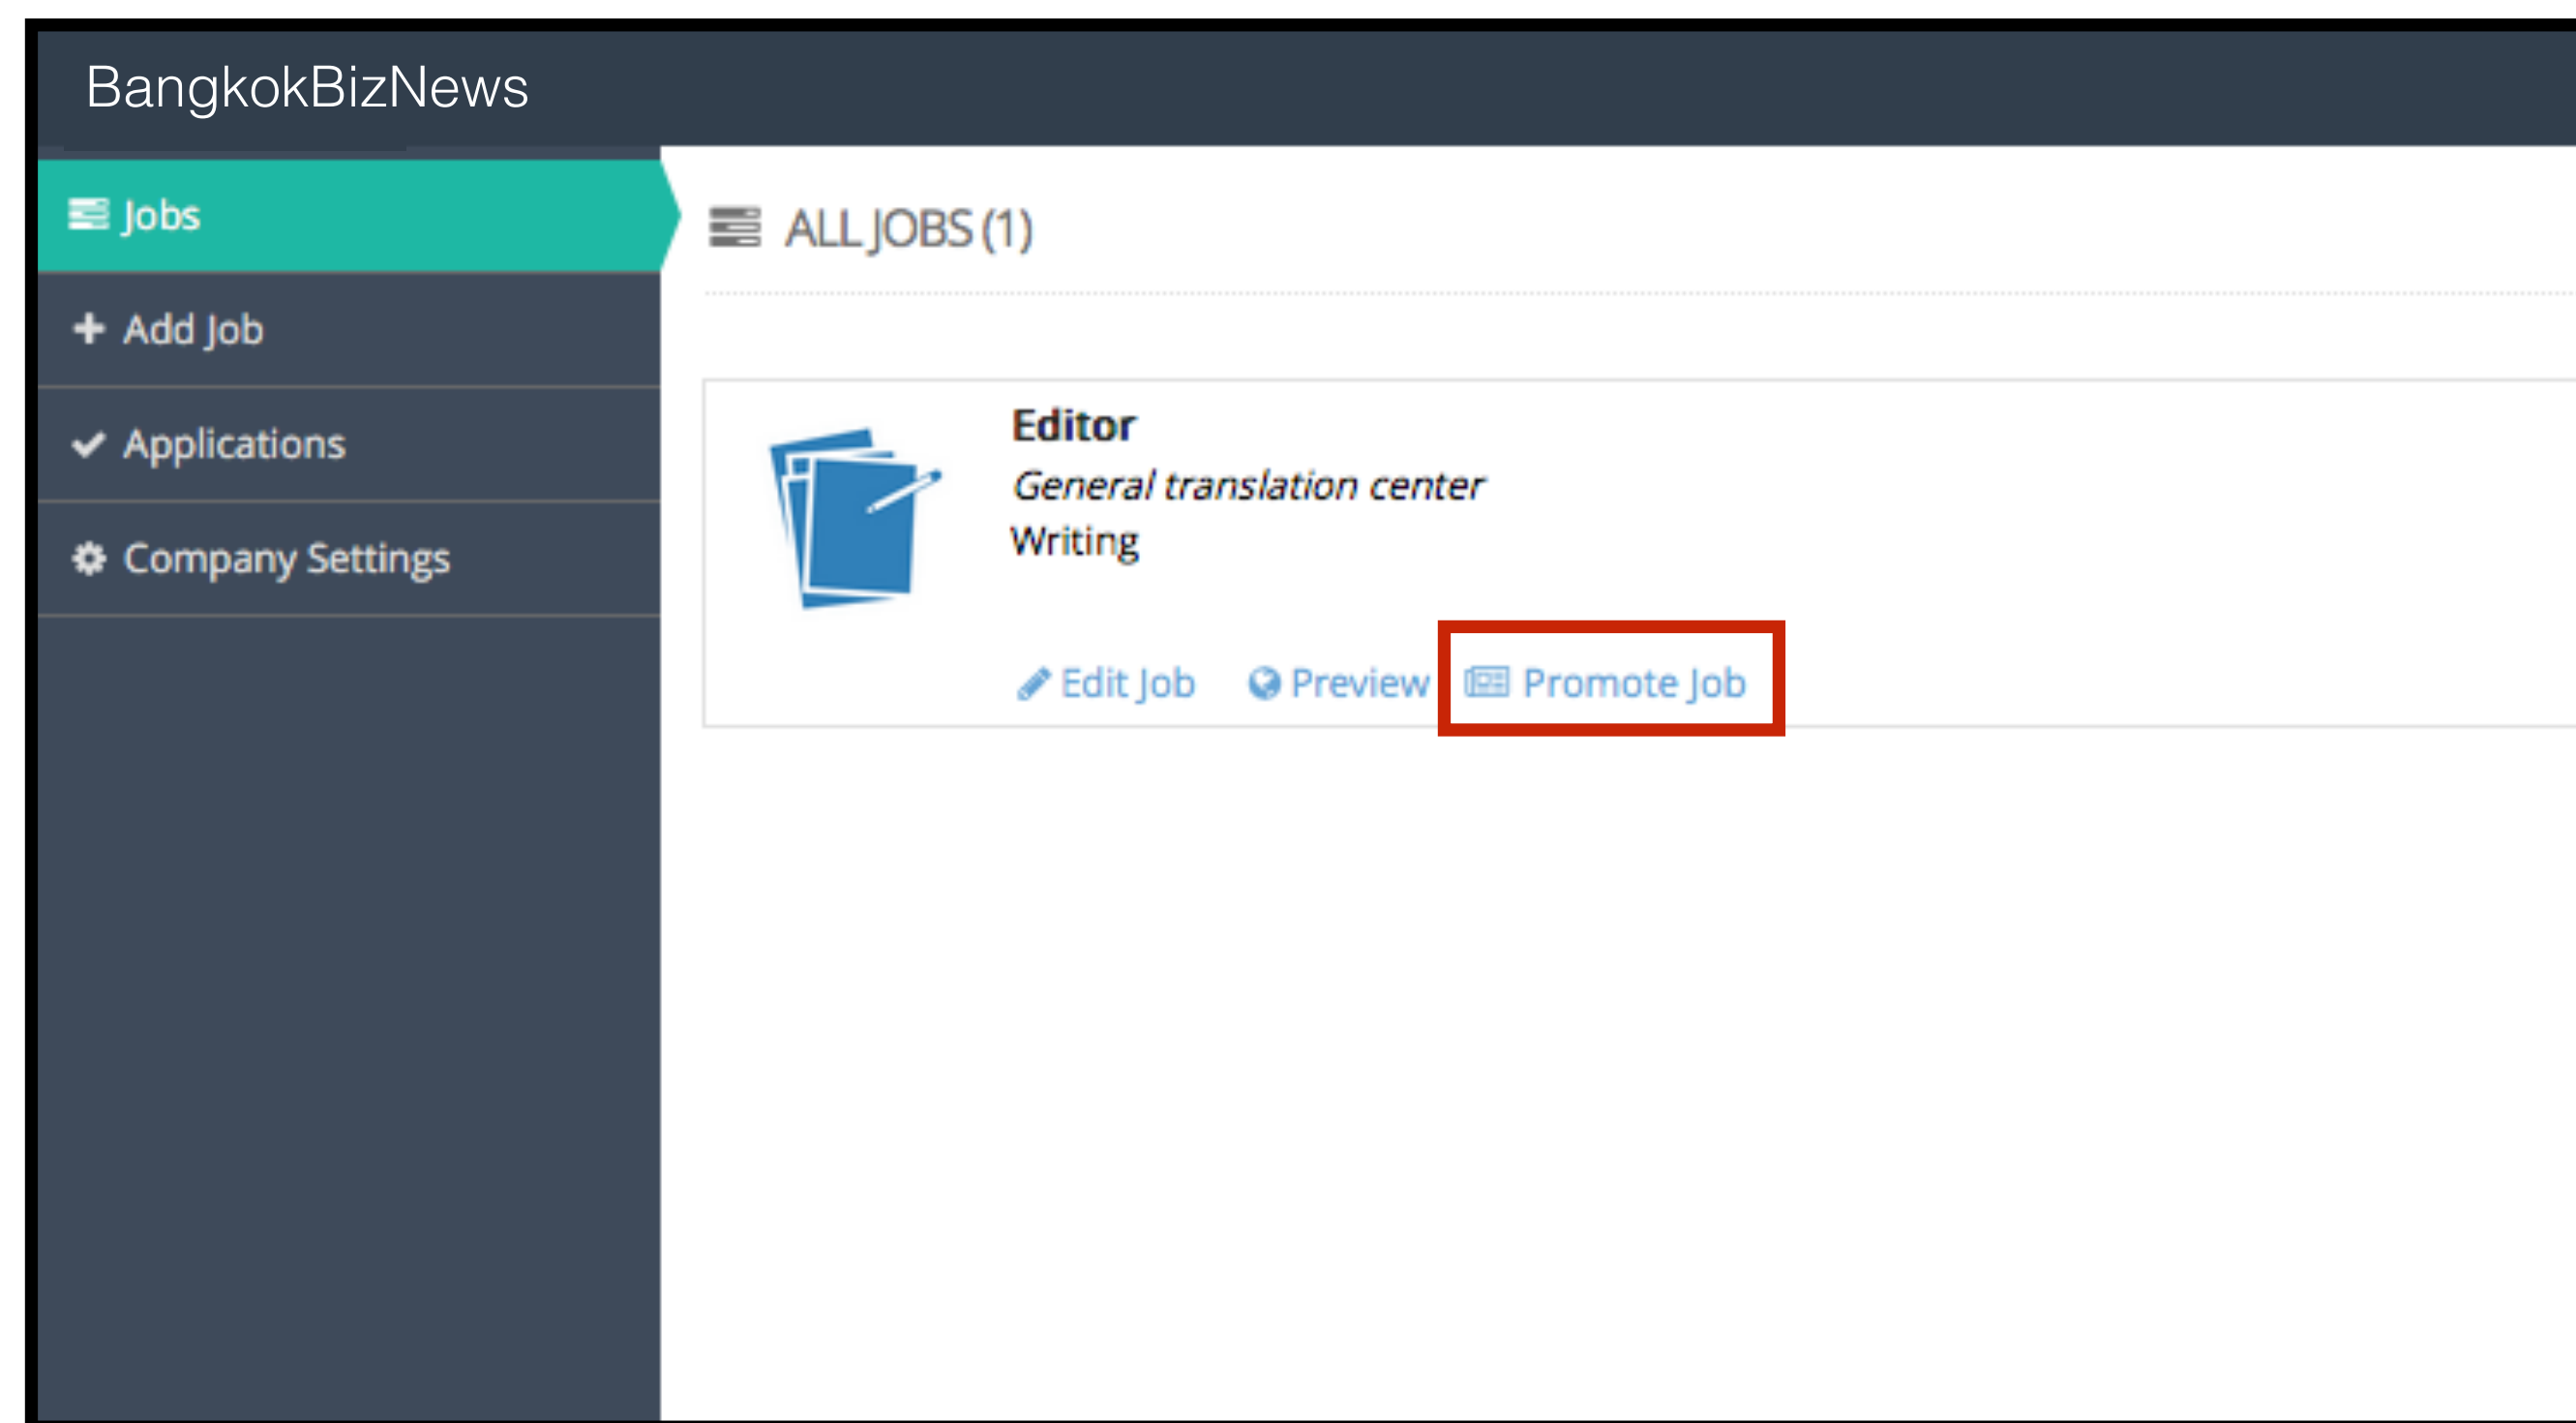 BangkokBizNews
Jobs
Add Job
Applications
Company Settings
ALL JOBS (1)
Editor
General translation center
Writing
Edit Job Preview Promote Job